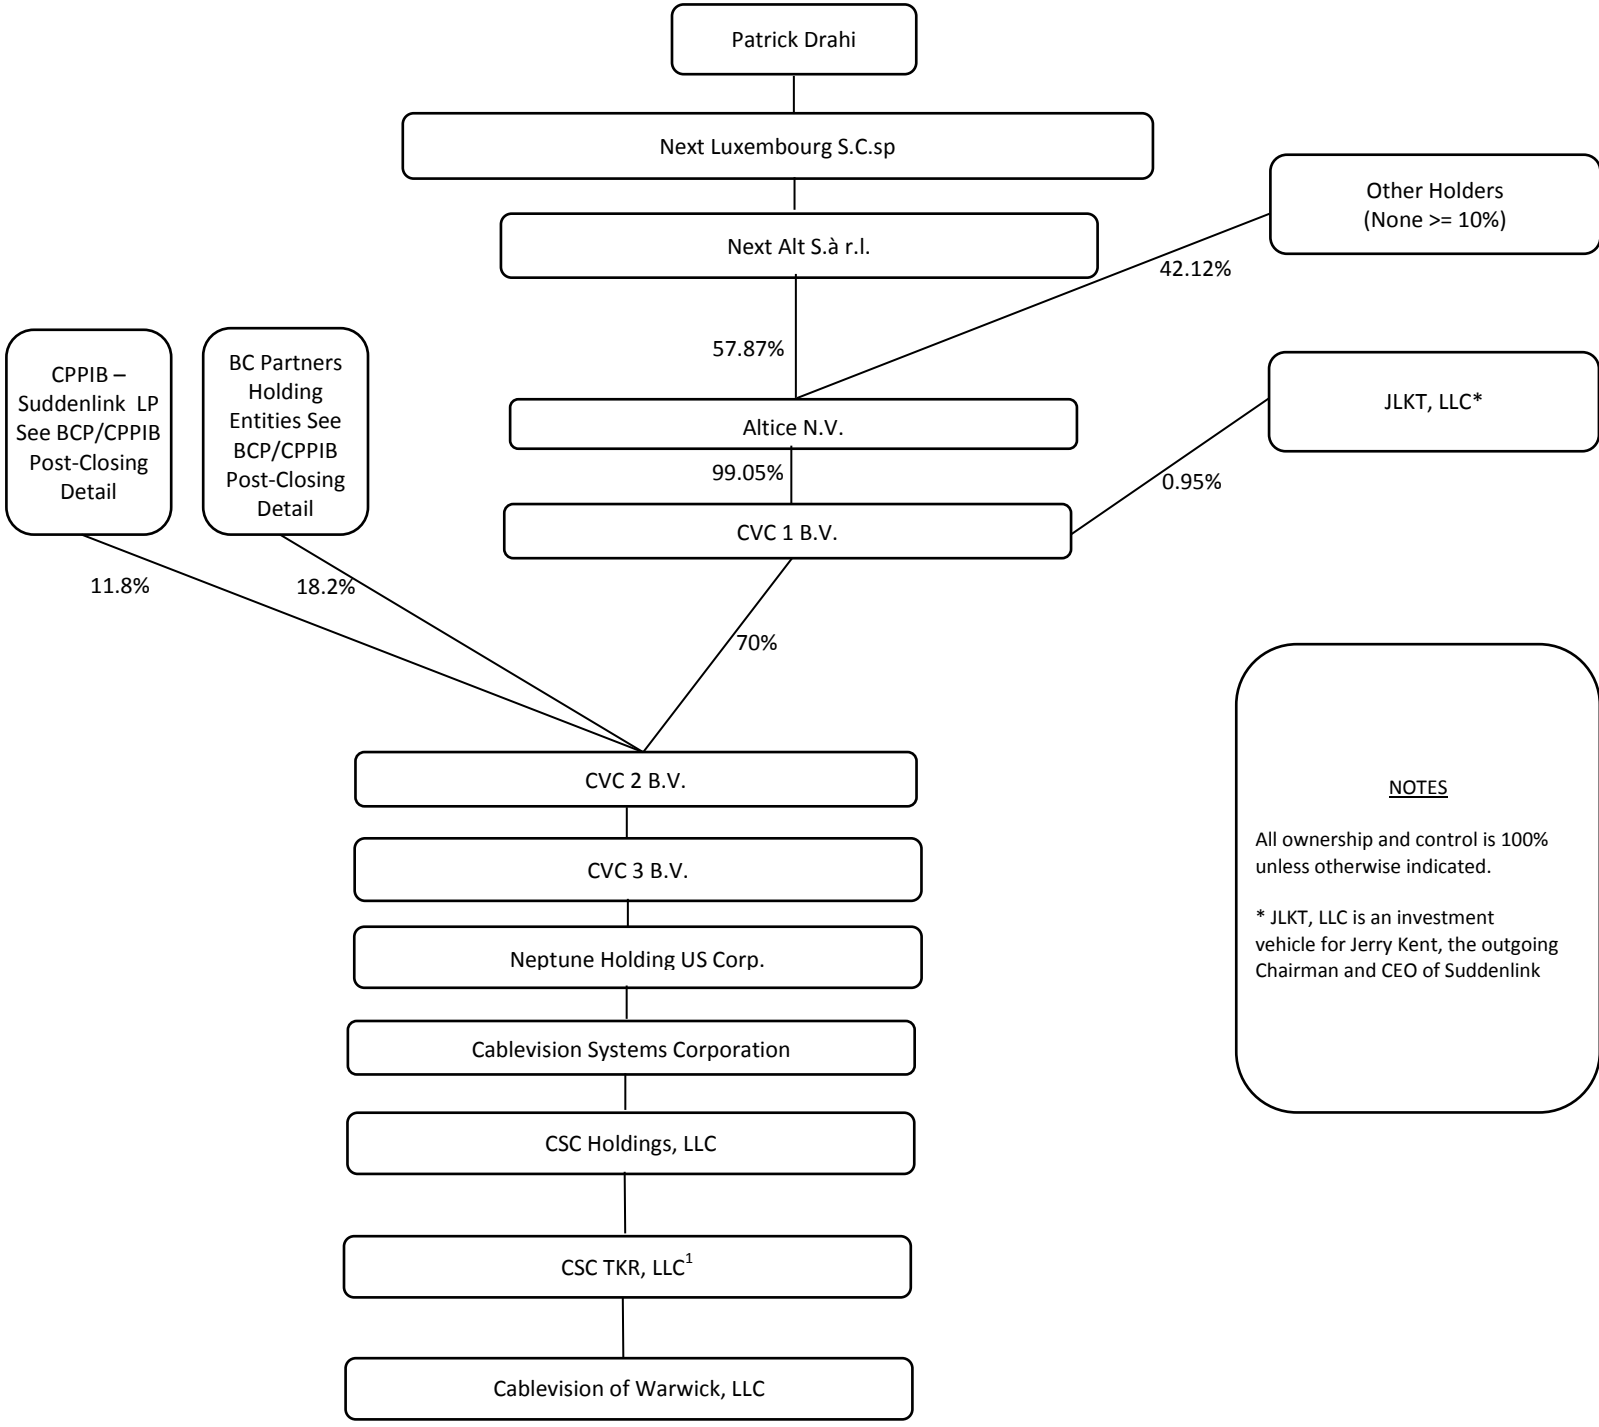 Patrick Drahi
Next Luxembourg S.C.sp
Other Holders
(None >= 10%)
Next Alt S.à r.l.
42.12%
57.87%
CPPIB –
Suddenlink LP
See BCP/CPPIB
Post-Closing
Detail
BC Partners
Holding
Entities See
BCP/CPPIB
Post-Closing
Detail
JLKT, LLC*
Altice N.V.
99.05%
0.95%
CVC 1 B.V.
11.8%
18.2%
70%
CVC 2 B.V.
CVC 3 B.V.
Neptune Holding US Corp.
Cablevision Systems Corporation
CSC Holdings, LLC
CSC TKR, LLC1
Cablevision of Warwick, LLC
NOTES
All ownership and control is 100%
unless otherwise indicated.
* JLKT, LLC is an investment
vehicle for Jerry Kent, the outgoing
Chairman and CEO of Suddenlink